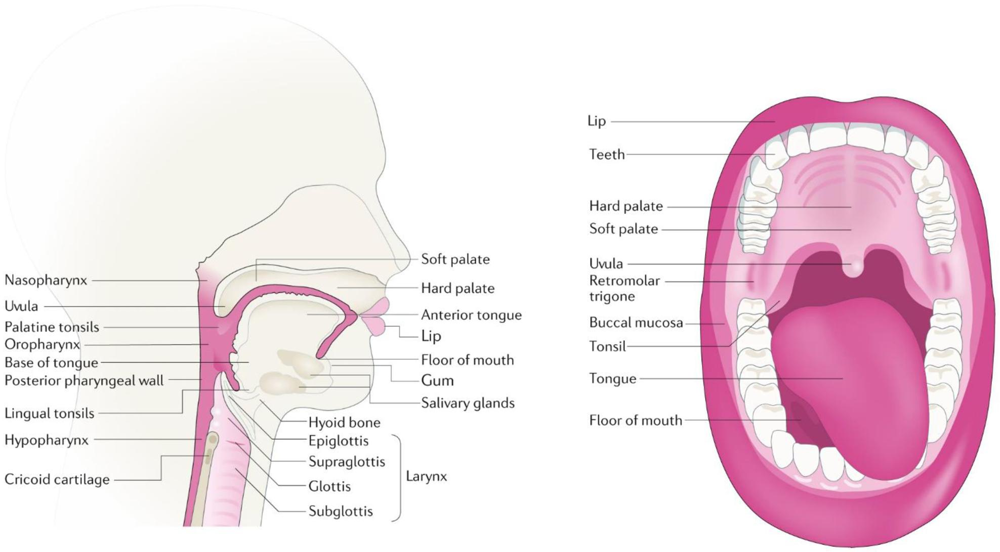 Nasopharynx
Uvula
Palatine tonsils
Oropharynx
Base of tongue
Posterior pharyngeal wall
Lingual tonsils
Hypopharynx
Cricoid cartilage
Soft palate
Hard palate
Anterior tongue
Lip
Floor of mouth
Gum
Salivary glands
Hyoid bone
Epiglottis
Supraglottis
Glottis
Subglottis
Larynx
Lip
Teeth
Hard palate
Soft palate
Uvula
Retromolar
trigone
Buccal mucosa
Tonsil
Tongue
Floor of mouth